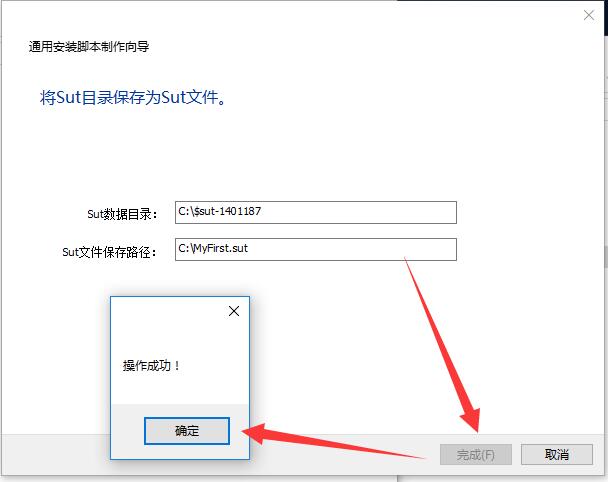 通用安装脚本制作向导
将Sut目录保存为Sut文件。
Sut数据目录：
C:\$sut-1401187
Sut文件保存路径：
C:\MyFirst.sut
操作成功！
确定
完成(F)
取消